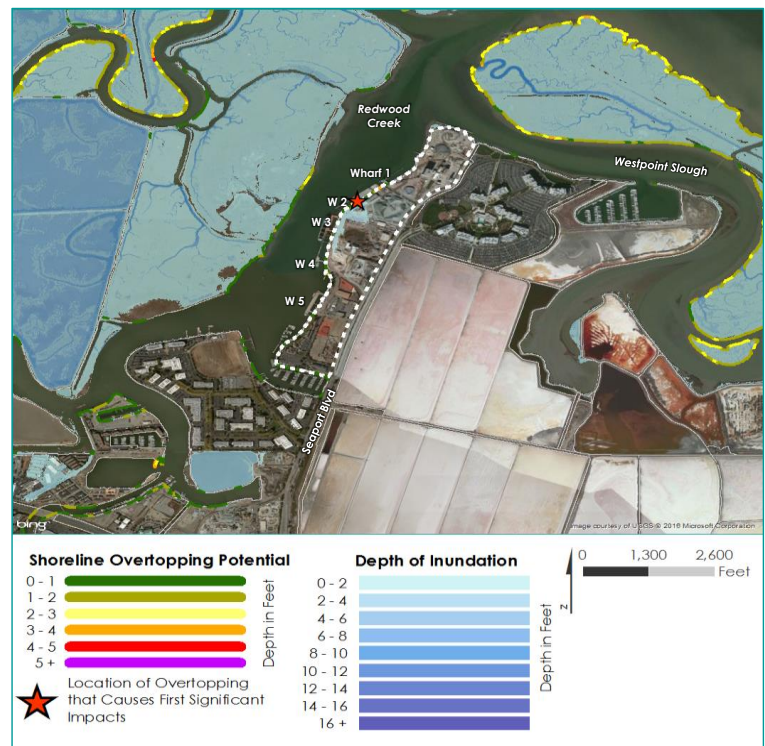 Redwood
Creek
Westpoint Slough
Wharf 1
W 2
W 3
W 4
W 5
Seaport Blvd
bing
Image courtesy of USGS © 2016 Microsoft Corporation
Shoreline Overtopping Potential
0 - 1
1 - 2
2 - 3
3 - 4
4 - 5
5 +
Depth in Feet
Location of Overtopping
that Causes First Significant
Impacts
Depth of Inundation
0 - 2
2 - 4
4 - 6
6 - 8
8 - 10
10 - 12
12 - 14
14 - 16
16 +
Depth in Feet
N
0 1,300 2,600
Feet